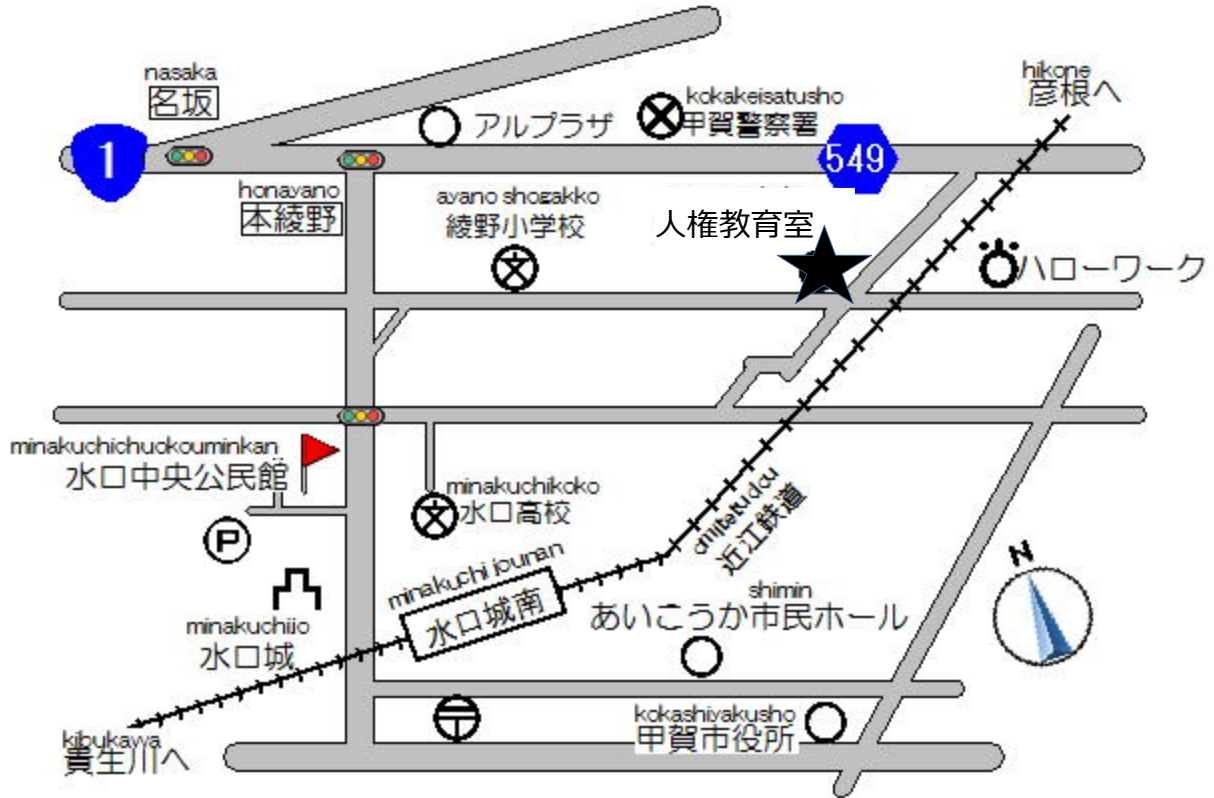 nasaka
名坂
1
アルプラザ
kokakeisatusho
甲賀警察署
549
hikone
彦根へ
honayano
本綾野
ayano shogakko
綾野小学校
人権教育室
ハローワーク
minakuchichuokouminkan
水口中央公民館
minakuchikoko
水口高校
P
omitetudou
近江鉄道
N
minakuchi jounan
水口城南
shimin
あいこうか市民ホール
minakuchijo
水口城
kibukawa
貴生川へ
kokashiyakusho
甲賀市役所